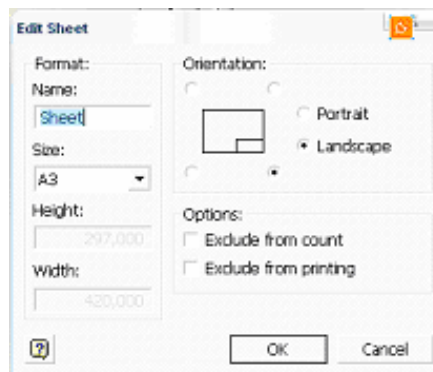 Edit Sheet
Format:
Name:
Sheet
Size:
A3
Height:
297,000
Width:
420,000
Orientation:
Portrait
Landscape
Options:
Exclude from count
Exclude from printing
?
OK
Cancel